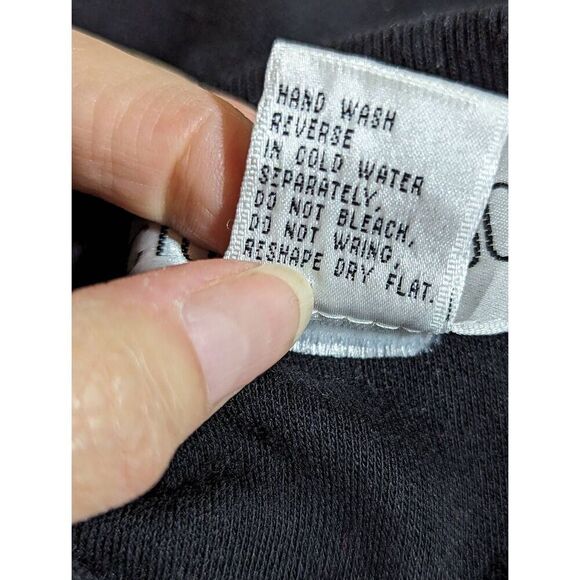 HAND WASH
REVERSE
IN COLD WATER
SEPARATELY,
DO NOT BLEACH,
DO NOT WRING,
RESHAPE DRY FLAT.